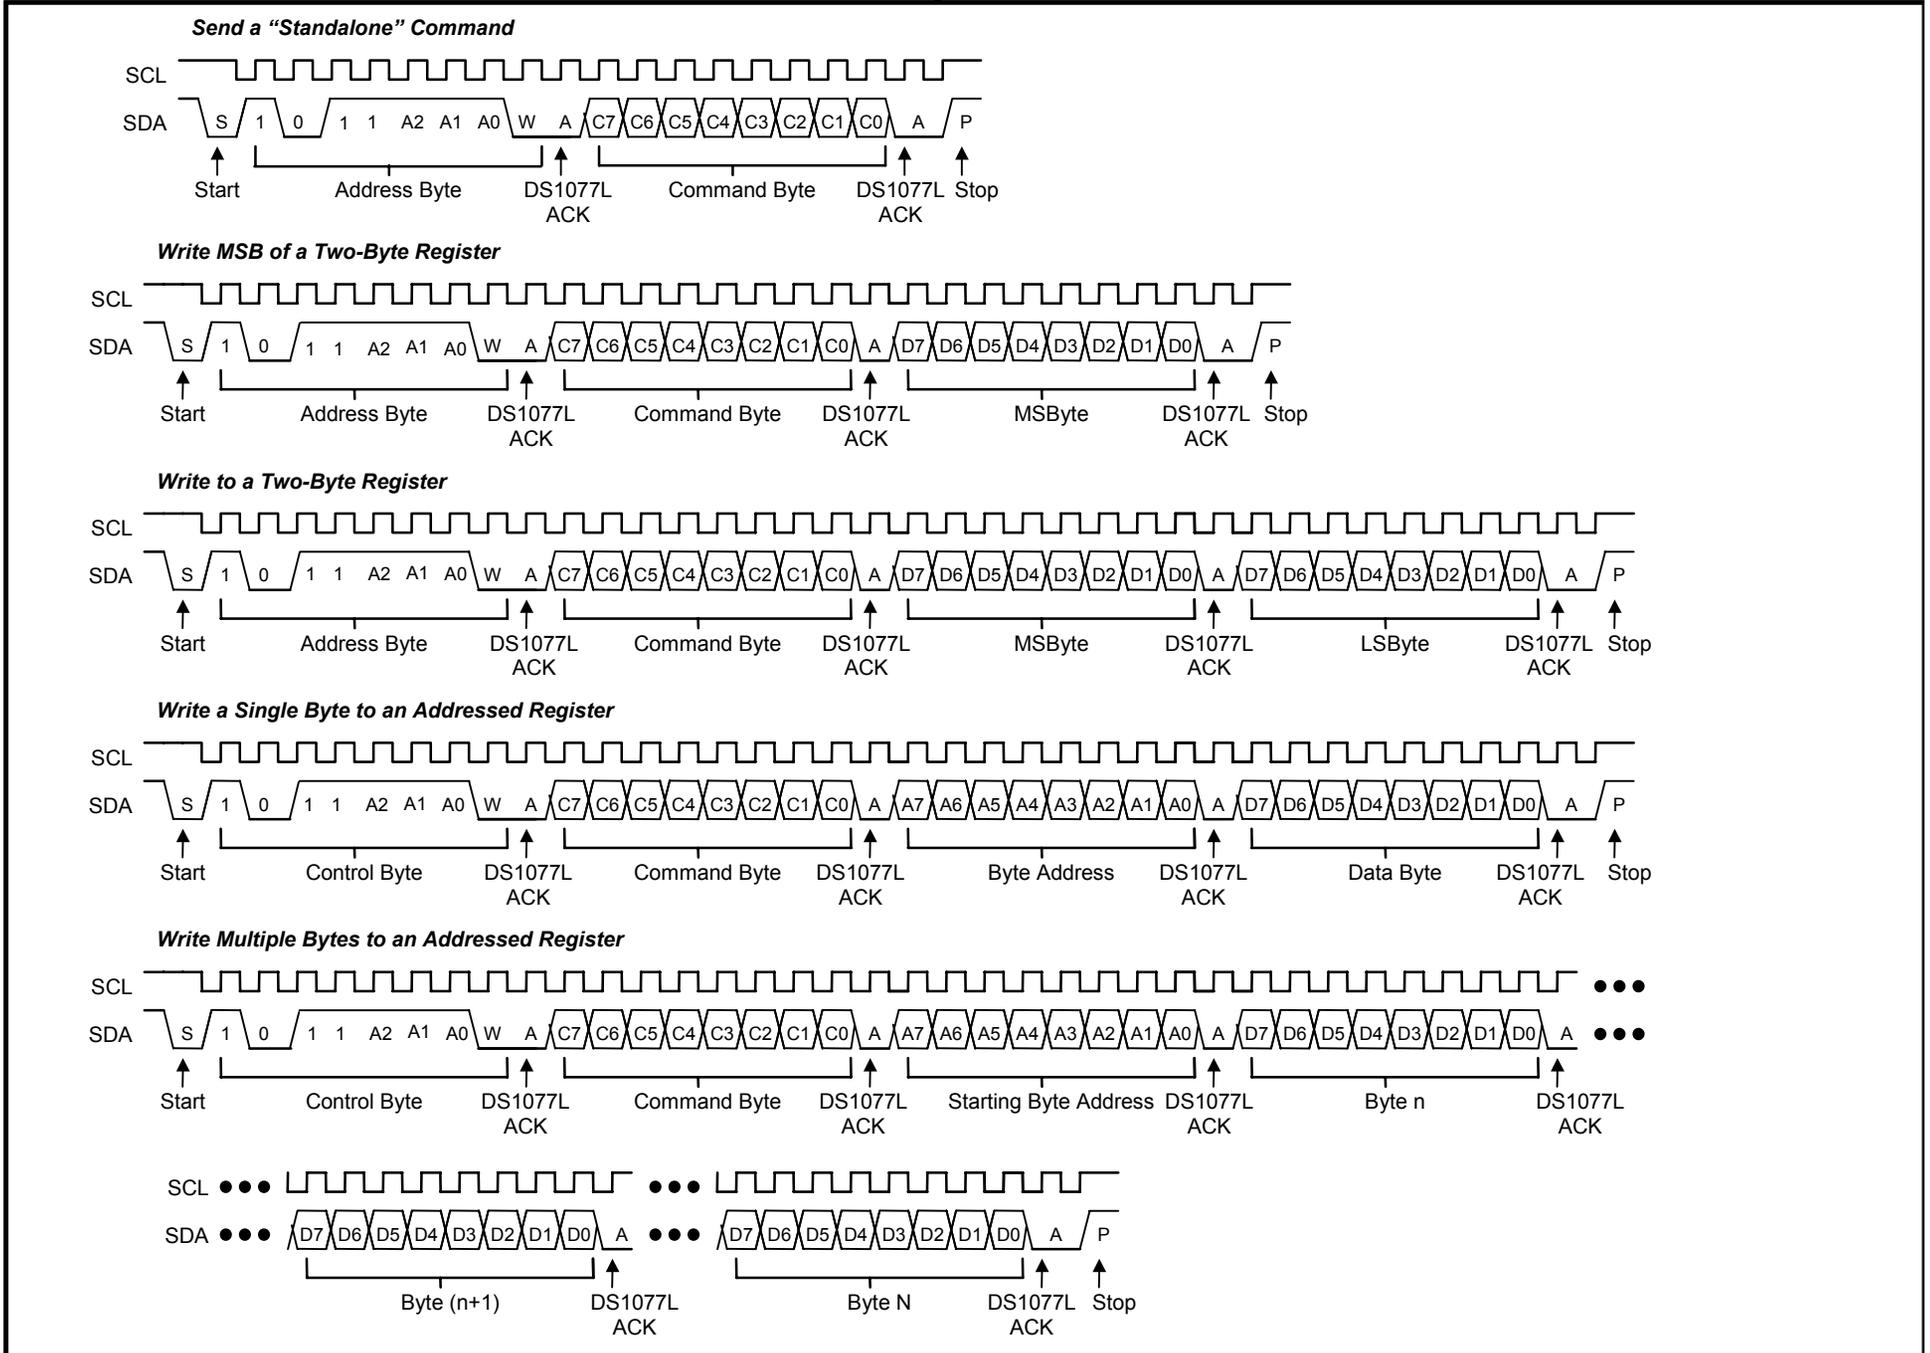 Send a “Standalone” Command
SCL
SDA S 1 0 1 1 A2 A1 A0 W A C7 C6 C5 C4 C3 C2 C1 C0 A P
Start Address Byte DS1077L Command Byte DS1077L Stop
ACK ACK
Write MSB of a Two-Byte Register
SCL
SDA S 1 0 1 1 A2 A1 A0 W A C7 C6 C5 C4 C3 C2 C1 C0 A D7 D6 D5 D4 D3 D2 D1 D0 A P
Start Address Byte DS1077L Command Byte DS1077L MSByte DS1077L Stop
ACK ACK ACK
Write to a Two-Byte Register
SCL
SDA S 1 0 1 1 A2 A1 A0 W A C7 C6 C5 C4 C3 C2 C1 C0 A D7 D6 D5 D4 D3 D2 D1 D0 A D7 D6 D5 D4 D3 D2 D1 D0 A P
Start Address Byte DS1077L Command Byte DS1077L MSByte DS1077L LSByte DS1077L Stop
ACK ACK ACK ACK
Write a Single Byte to an Addressed Register
SCL
SDA S 1 0 1 1 A2 A1 A0 W A C7 C6 C5 C4 C3 C2 C1 C0 A A7 A6 A5 A4 A3 A2 A1 A0 A D7 D6 D5 D4 D3 D2 D1 D0 A P
Start Control Byte DS1077L Command Byte DS1077L Byte Address DS1077L Data Byte DS1077L Stop
ACK ACK ACK ACK
Write Multiple Bytes to an Addressed Register
SCL
SDA S 1 0 1 1 A2 A1 A0 W A C7 C6 C5 C4 C3 C2 C1 C0 A A7 A6 A5 A4 A3 A2 A1 A0 A D7 D6 D5 D4 D3 D2 D1 D0 A
Start Control Byte DS1077L Command Byte DS1077L Starting Byte Address DS1077L Byte n DS1077L
ACK ACK ACK ACK
SCL
SDA D7 D6 D5 D4 D3 D2 D1 D0 A D7 D6 D5 D4 D3 D2 D1 D0 A P
Byte (n+1) DS1077L Byte N DS1077L Stop
ACK ACK